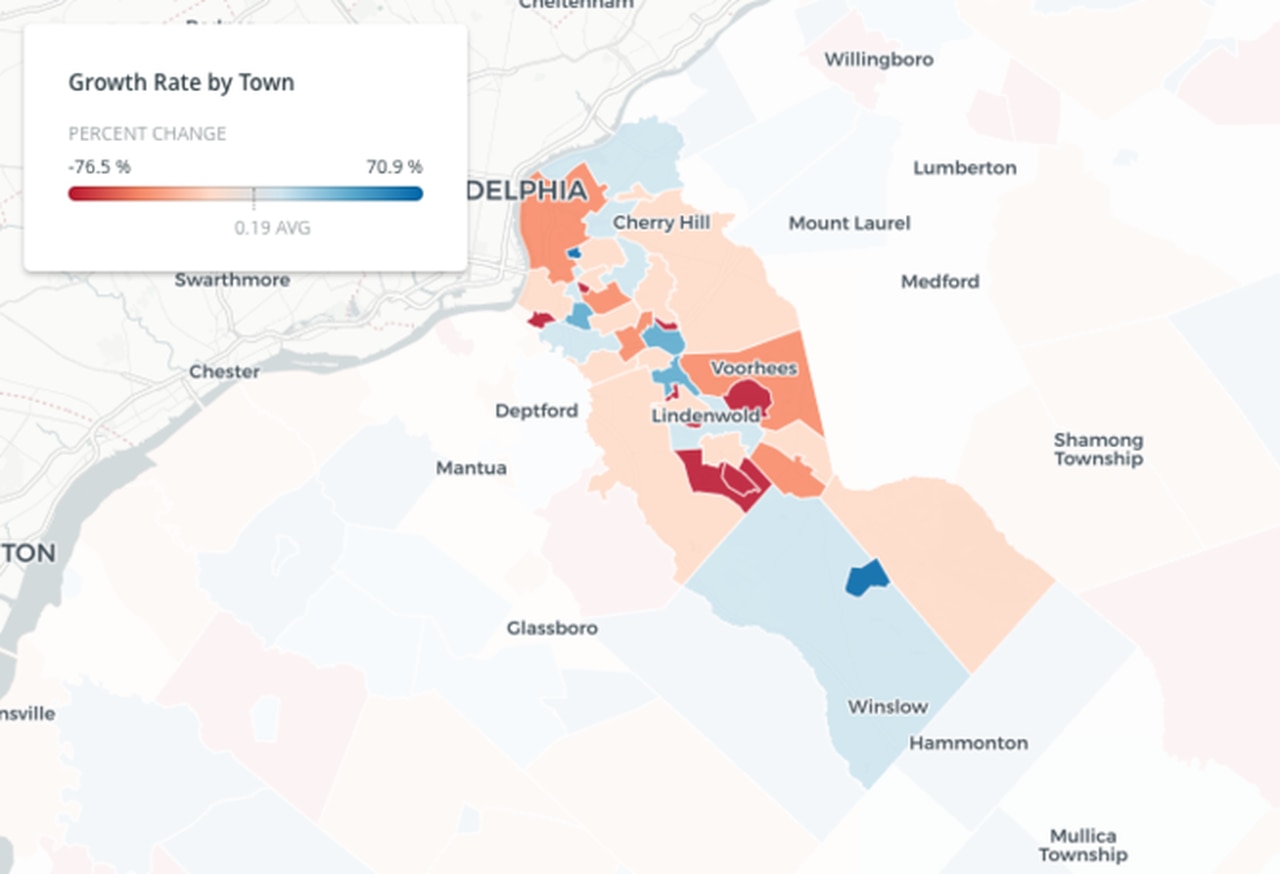 Cheltenham
Growth Rate by Town
PERCENT CHANGE
-76.5 %
70.9 %
0.19 AVG
Willingboro
Lumberton
DELPHIA
Cherry Hill
Mount Laurel
Swarthmore
Medford
Chester
Voorhees
Deptford
Lindenwold
Mantua
Shamong
Township
TON
Glassboro
nsville
Winslow
Hammonton
Mullica
Township